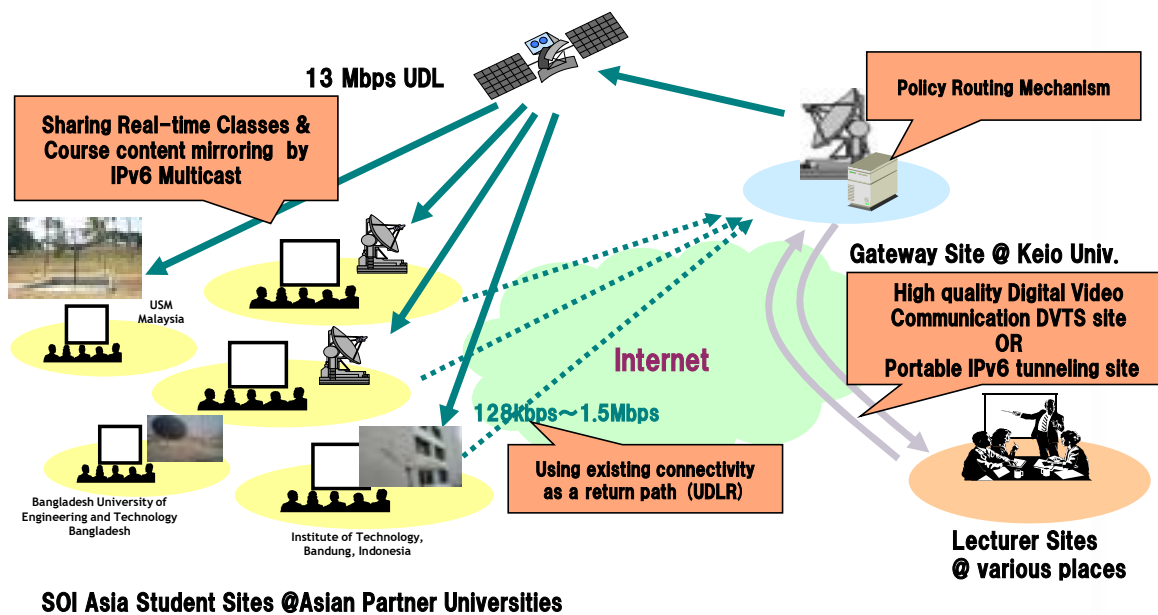 13 Mbps UDL
Policy Routing Mechanism
Sharing Real-time Classes &
Course content mirroring by
IPv6 Multicast
USM
Malaysia
Gateway Site @ Keio Univ.
High quality Digital Video
Communication DVTS site
OR
Portable IPv6 tunneling site
Internet
128kbps～1.5Mbps
Using existing connectivity
as a return path (UDLR)
Bangladesh University of
Engineering and Technology
Bangladesh
Institute of Technology,
Bandung, Indonesia
Lecturer Sites
@ various places
SOI Asia Student Sites @Asian Partner Universities